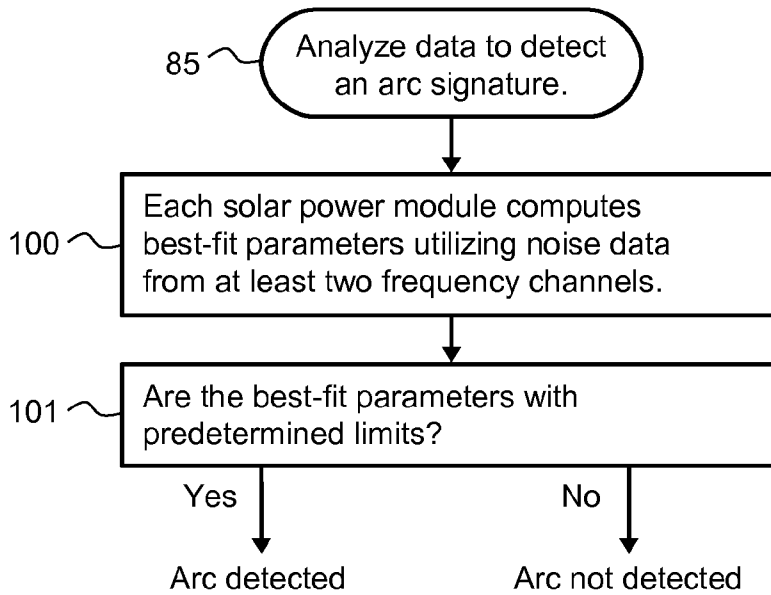 85
Analyze data to detect
an arc signature.
100
Each solar power module computes
best-fit parameters utilizing noise data
from at least two frequency channels.
101
Are the best-fit parameters with
predetermined limits?
Yes
No
Arc detected
Arc not detected